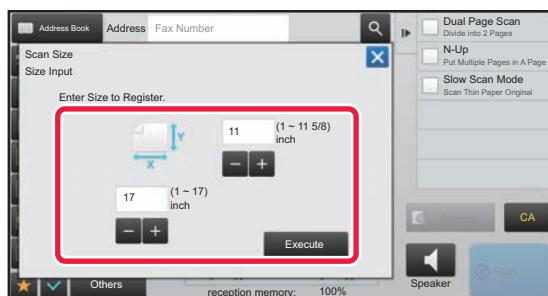 Address Book Address Fax Number
Scan Size
Size Input
Enter Size to Register.
Y
X
11 (1 ~ 11 5/8)
inch
17 (1 ~ 17)
inch
Execute
Dual Page Scan
Divide into 2 Pages
N-Up
Put Multiple Pages in A Page
Slow Scan Mode
Scan Thin Paper Original
CA
Start
Speaker
Others
reception memory: 100%